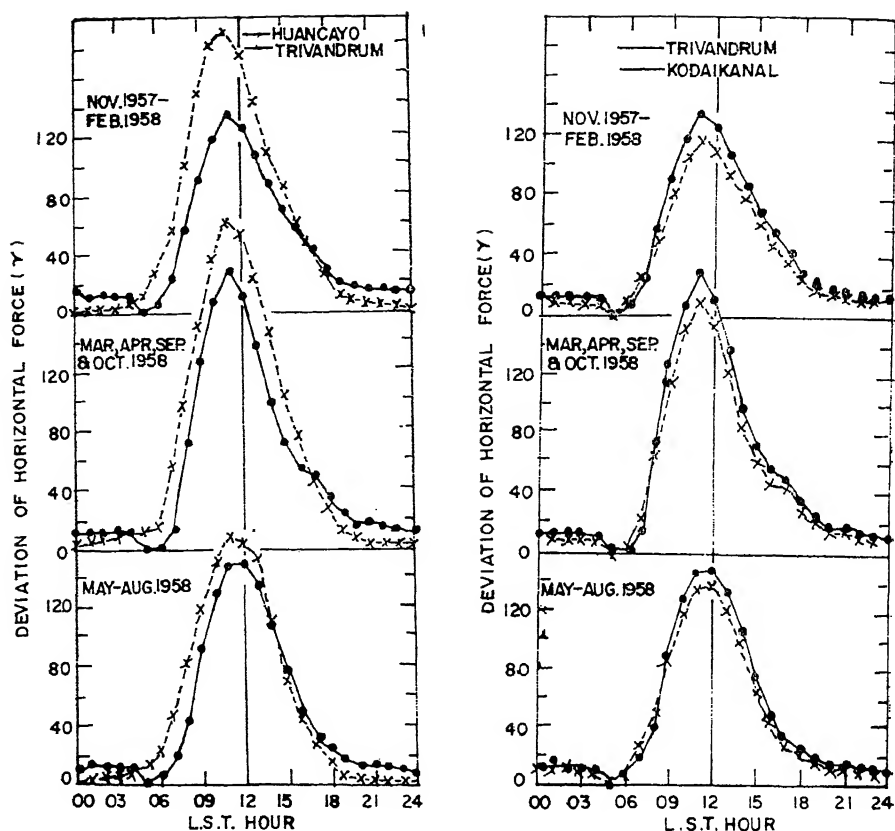 HUANCAYO
TRIVANDRUM
NOV. 1957–
FEB. 1958
120
80
40
0
MAR, APR, SEP.
& OCT. 1958
120
80
40
0
MAY–AUG. 1958
120
80
40
0
00 03 06 09 12 15 18 21 24
L.S.T. HOUR
DEVIATION OF HORIZONTAL FORCE (γ)
TRIVANDRUM
KODAIKANAL
NOV. 1957–
FEB. 1958
120
80
40
0
MAR, APR, SEP.
& OCT. 1958
120
80
40
0
MAY–AUG. 1958
120
80
40
0
00 03 06 09 12 15 18 21 24
L.S.T. HOUR
DEVIATION OF HORIZONTAL FORCE (γ)